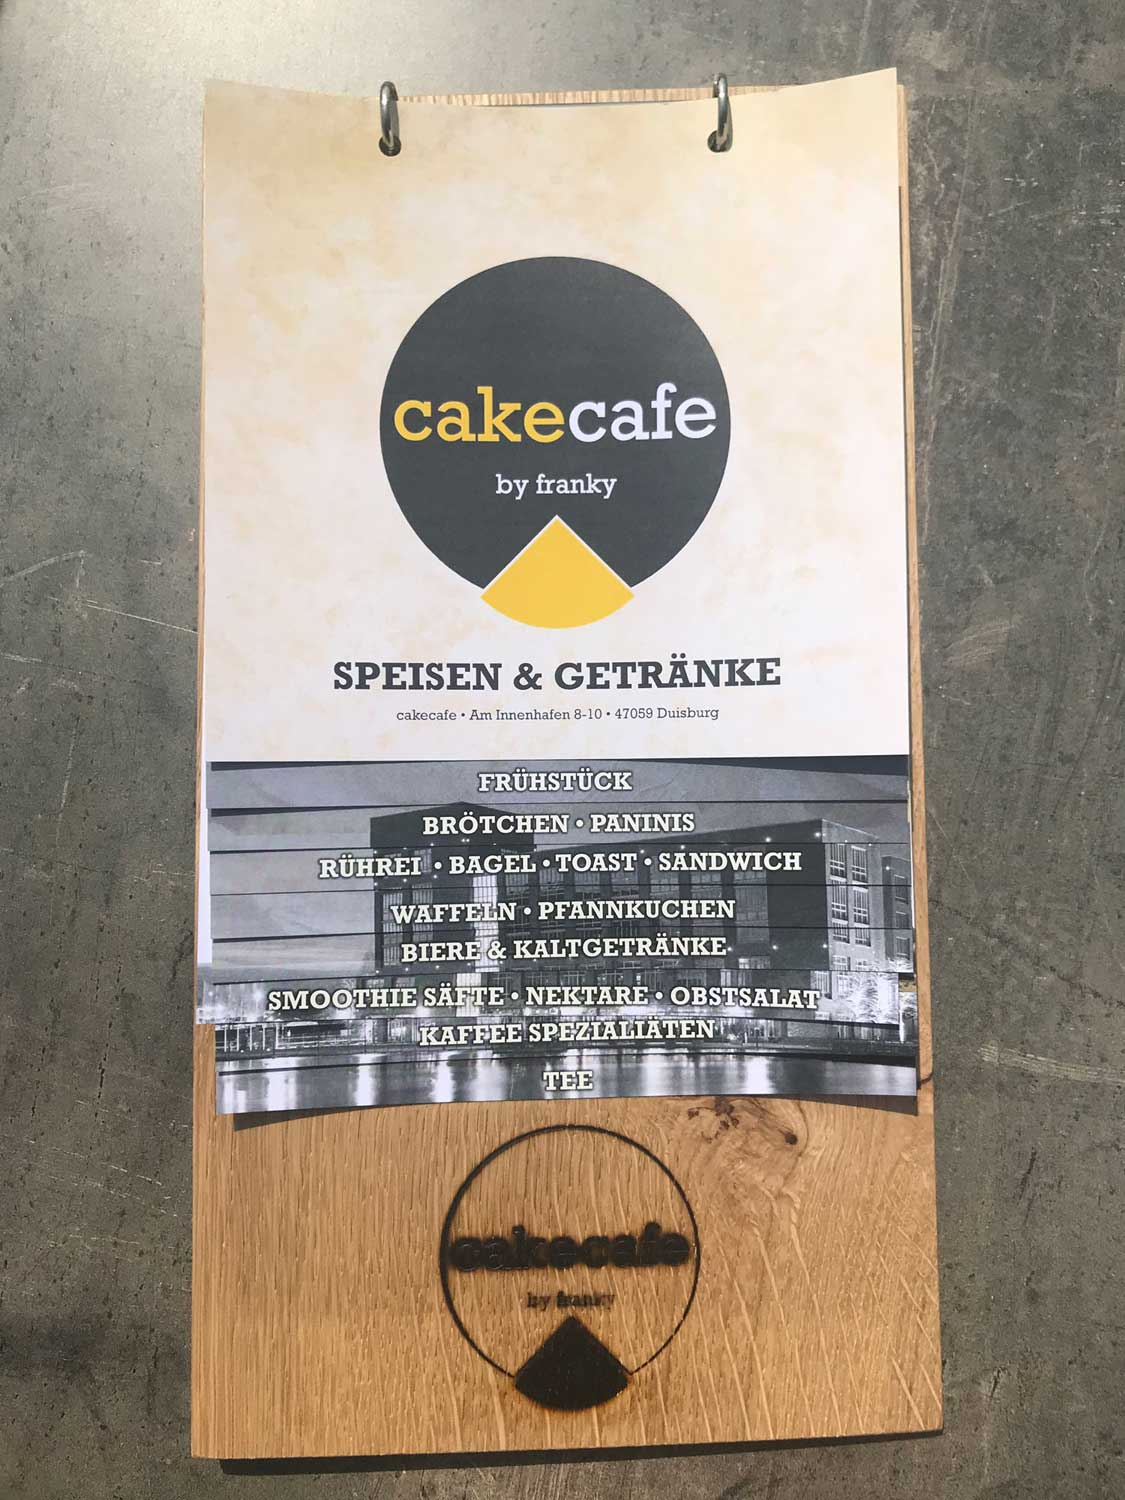 cakecafe
by franky
SPEISEN & GETRÄNKE
cakecafe • Am Innenhafen 8-10 • 47059 Duisburg
FRÜHSTÜCK
BRÖTCHEN • PANINIS
RÜHREI • BAGEL • TOAST • SANDWICH
WAFFELN • PFANNKUCHEN
BIERE & KALTGETRÄNKE
SMOOTHIE SÄFTE • NEKTARE • OBSTSALAT
KAFFEE SPEZIALIÄTEN
TEE
cakecafe
by franky